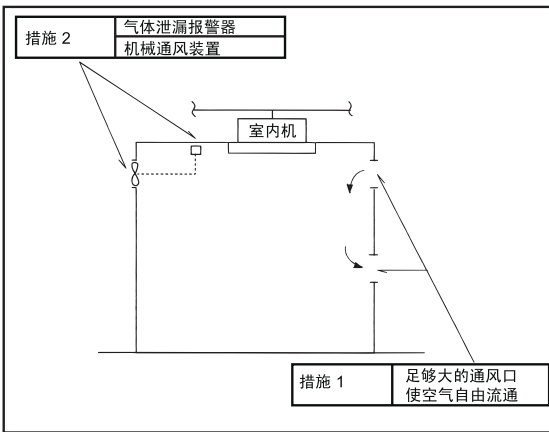 措施 2
气体泄漏报警器
机械通风装置
室内机
措施 1
足够大的通风口
使空气自由流通